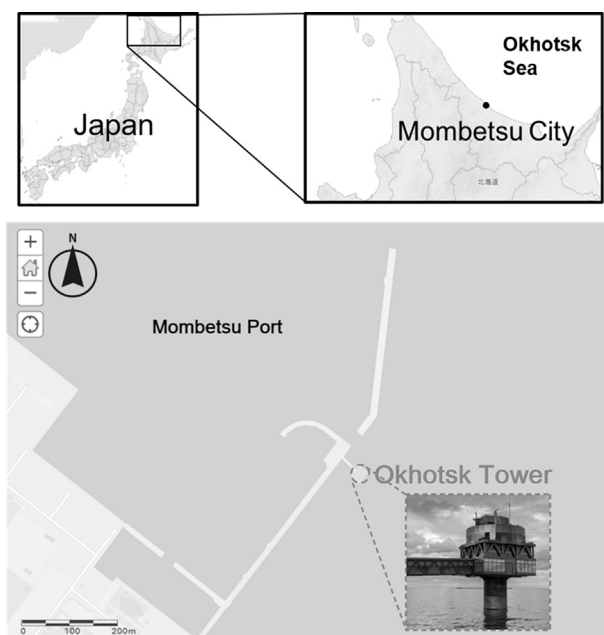 Japan
Okhotsk
Sea
Mombetsu City
北海道
+
N
−
Mombetsu Port
Okhotsk Tower
0 100 200m